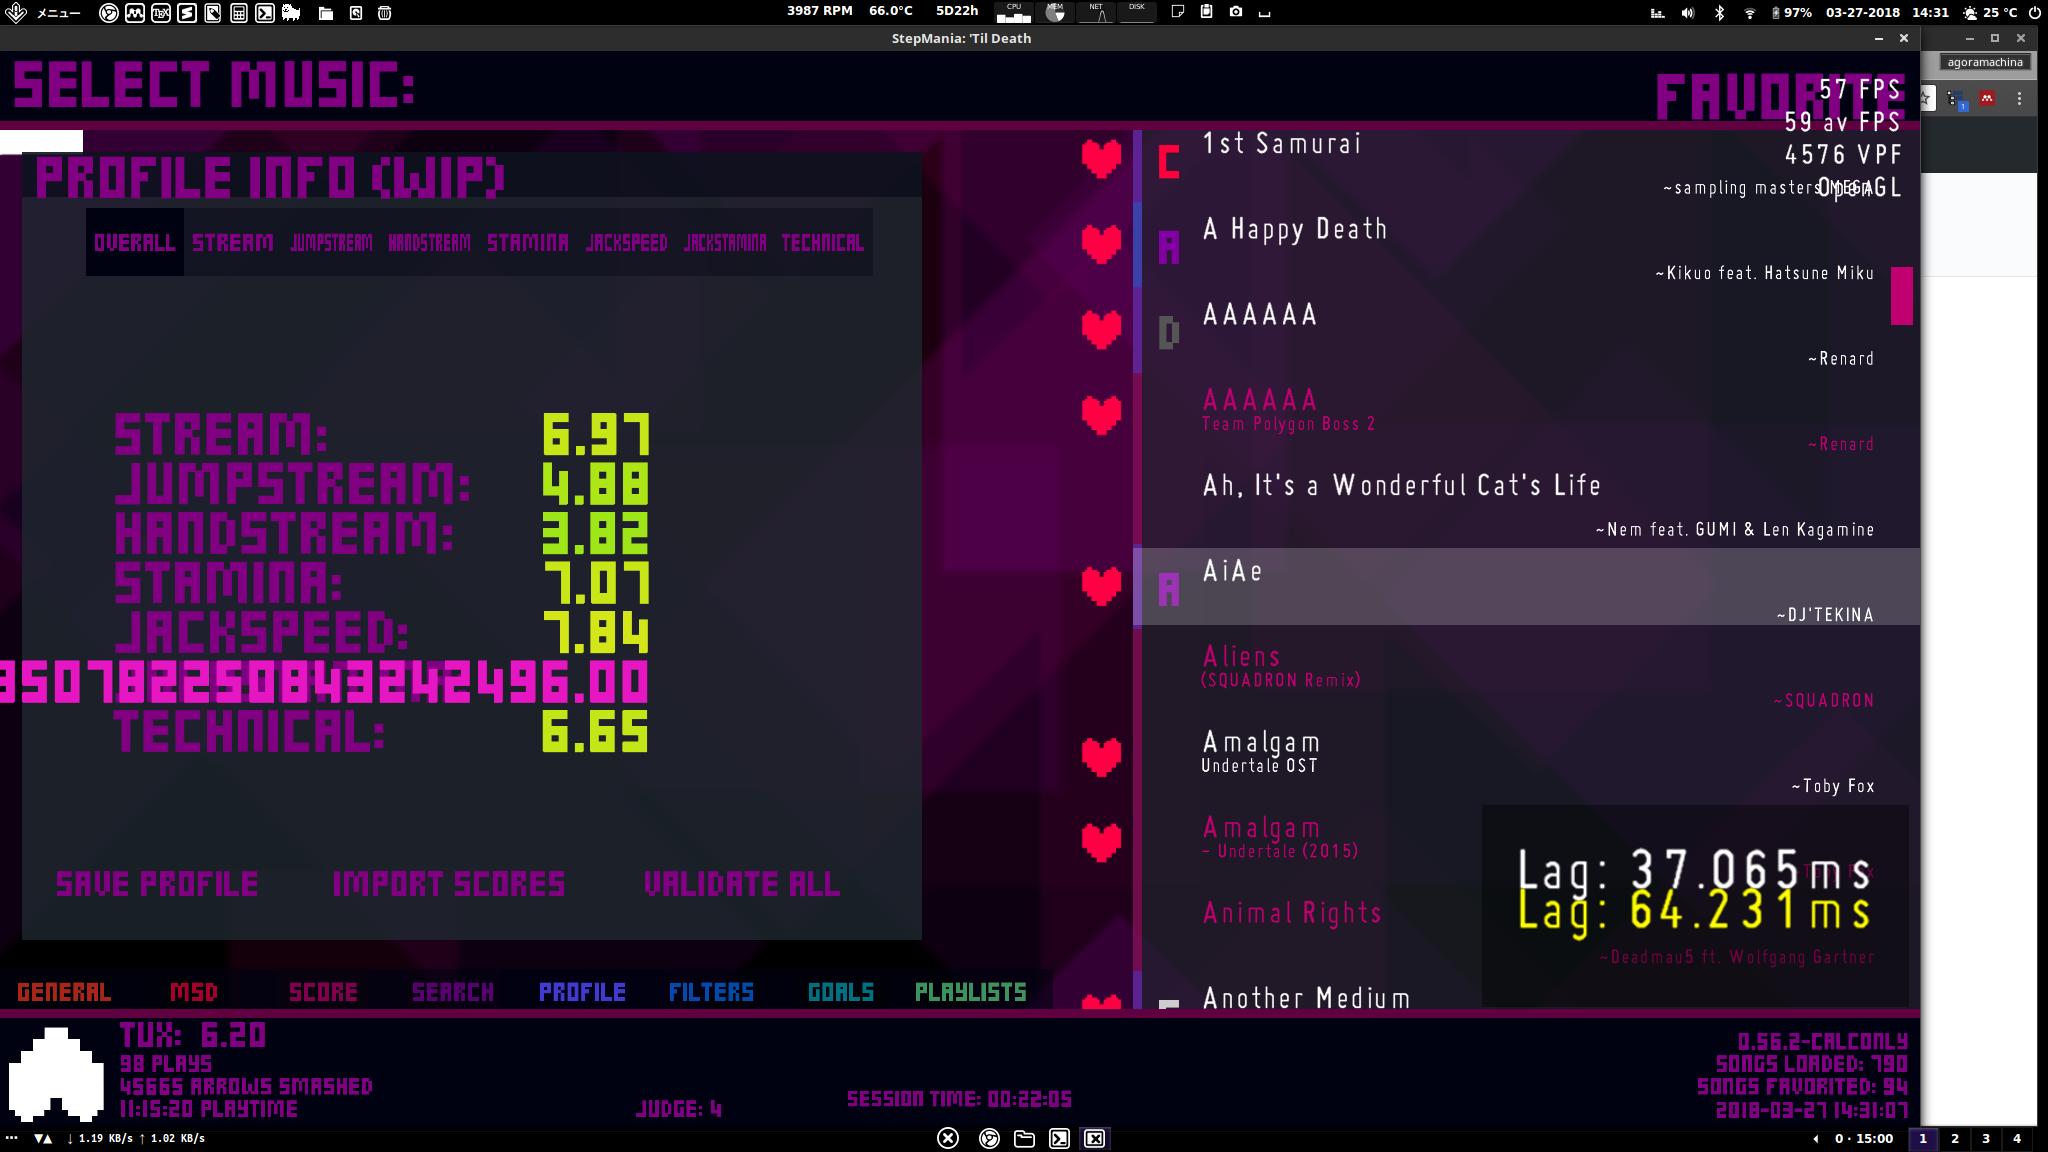 メニュー
3987 RPM 66.0°C 5D22h CPU MEM NET DISK 97% 03-27-2018 14:31 25 °C
StepMania: 'Til Death
agoramachina
SELECT MUSIC:
FAVORITE
57 FPS
59 av FPS
4576 VPF
OpenGL
PROFILE INFO (WIP)
OVERALL STREAM JUMPSTREAM HANDSTREAM STAMINA JACKSPEED JACKSTAMINA TECHNICAL
STREAM: 6.97
JUMPSTREAM: 4.88
HANDSTREAM: 3.82
STAMINA: 7.07
JACKSPEED: 7.84
350782250843242496.00
TECHNICAL: 6.65
SAVE PROFILE IMPORT SCORES VALIDATE ALL
C 1st Samurai
~sampling masters MEGA
A A Happy Death
~Kikuo feat. Hatsune Miku
D AAAAAA
~Renard
AAAAAA
Team Polygon Boss 2
~Renard
Ah, It's a Wonderful Cat's Life
~Nem feat. GUMI & Len Kagamine
A AiAe
~DJ'TEKINA
Aliens
(SQUADRON Remix)
~SQUADRON
Amalgam
Undertale OST
~Toby Fox
Amalgam
- Undertale (2015)
Animal Rights
~Deadmau5 ft. Wolfgang Gartner
Another Medium
Lag: 37.065ms
Lag: 64.231ms
GENERAL MSD SCORE SEARCH PROFILE FILTERS GOALS PLAYLISTS
TUX: 6.20
98 PLAYS
45665 ARROWS SMASHED
11:15:20 PLAYTIME
JUDGE: 4
SESSION TIME: 00:22:05
0.56.2-CALCONLY
SONGS LOADED: 790
SONGS FAVORITED: 94
2018-03-27 14:31:07
↓ 1.19 KB/s ↑ 1.02 KB/s
0 · 15:00 1 2 3 4